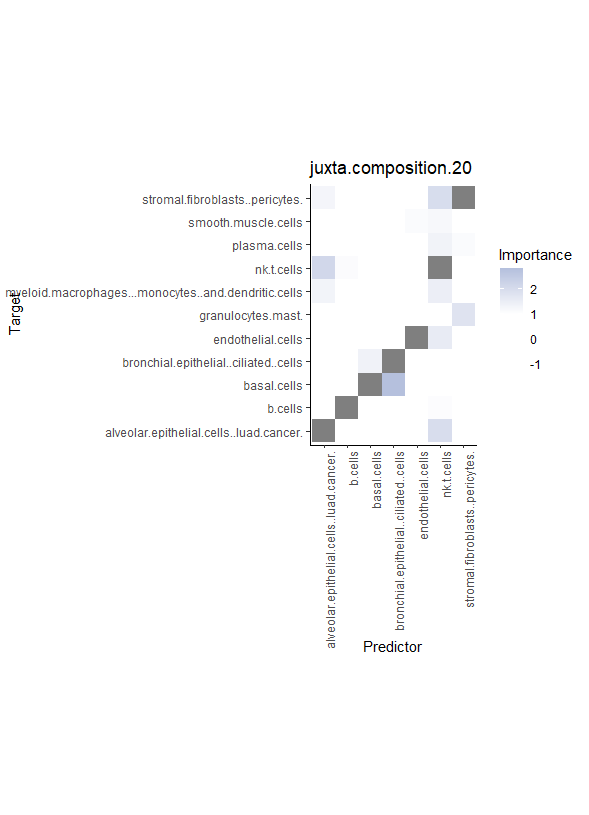 juxta.composition.20
stromal.fibroblasts..pericytes.
smooth.muscle.cells
plasma.cells
nk.t.cells
myeloid.macrophages...monocytes..and.dendritic.cells
granulocytes.mast.
endothelial.cells
bronchial.epithelial..ciliated..cells
basal.cells
b.cells
alveolar.epithelial.cells..luad.cancer.
Target
alveolar.epithelial.cells..luad.cancer.
b.cells
basal.cells
bronchial.epithelial..ciliated..cells
endothelial.cells
nk.t.cells
stromal.fibroblasts..pericytes.
Predictor
Importance
2
1
0
-1